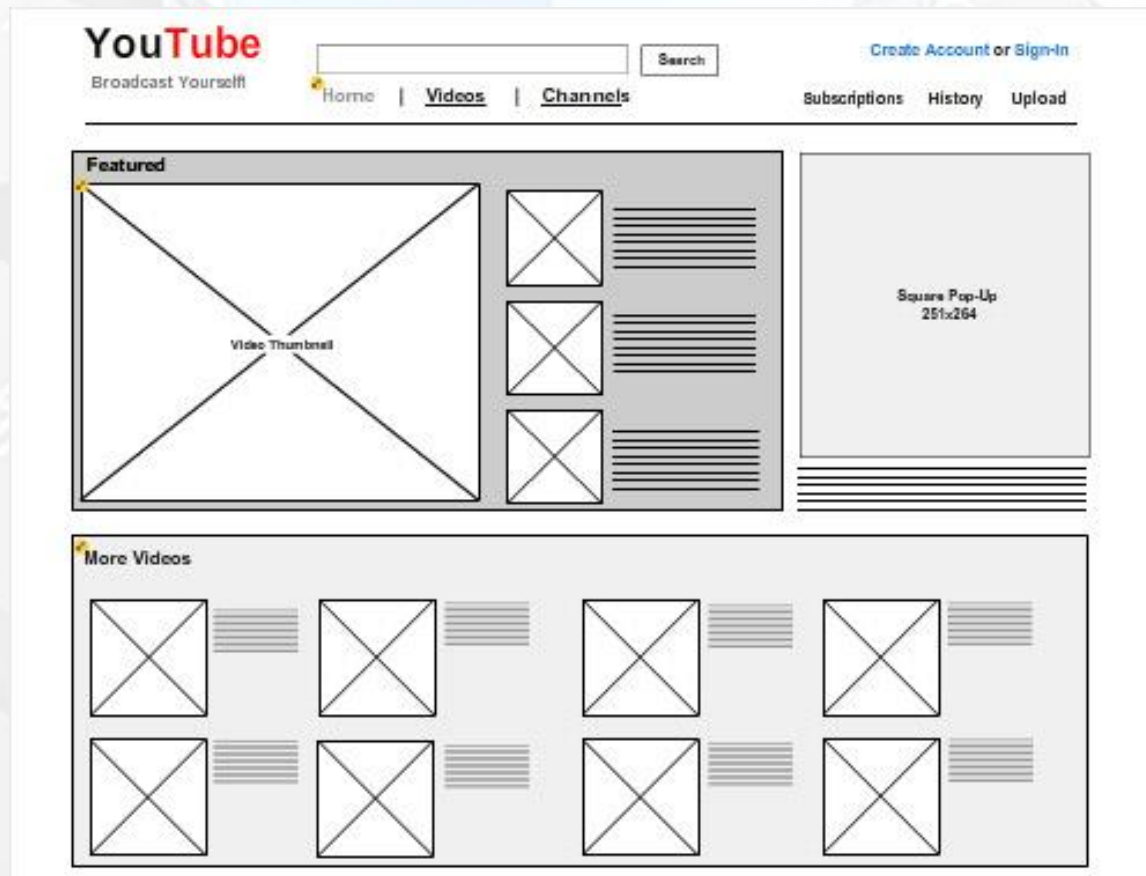 YouTube
Broadcast Yourself!
Search
Create Account or Sign-In
Home | Videos | Channels
Subscriptions History Upload
Featured
Video Thumbnail
Square Pop-Up
251x264
More Videos